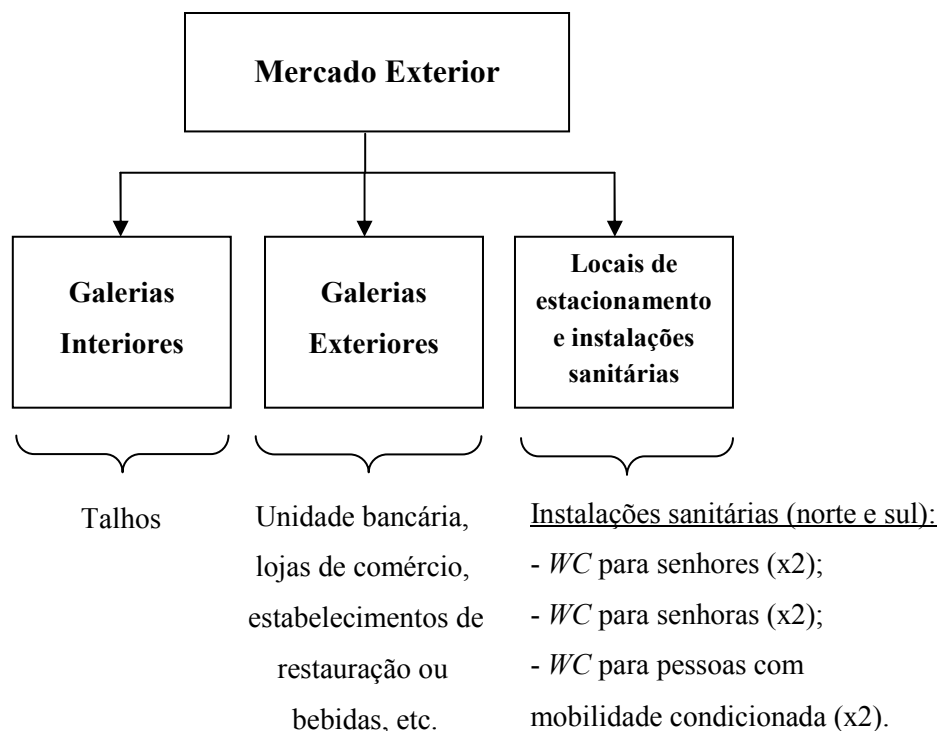 Mercado Exterior
Galerias
Interiores
Galerias
Exteriores
Locais de
estacionamento
e instalações
sanitárias
Talhos
Unidade bancária,
lojas de comércio,
estabelecimentos de
restauração ou
bebidas, etc.
Instalações sanitárias (norte e sul):
- WC para senhores (x2);
- WC para senhoras (x2);
- WC para pessoas com
mobilidade condicionada (x2).